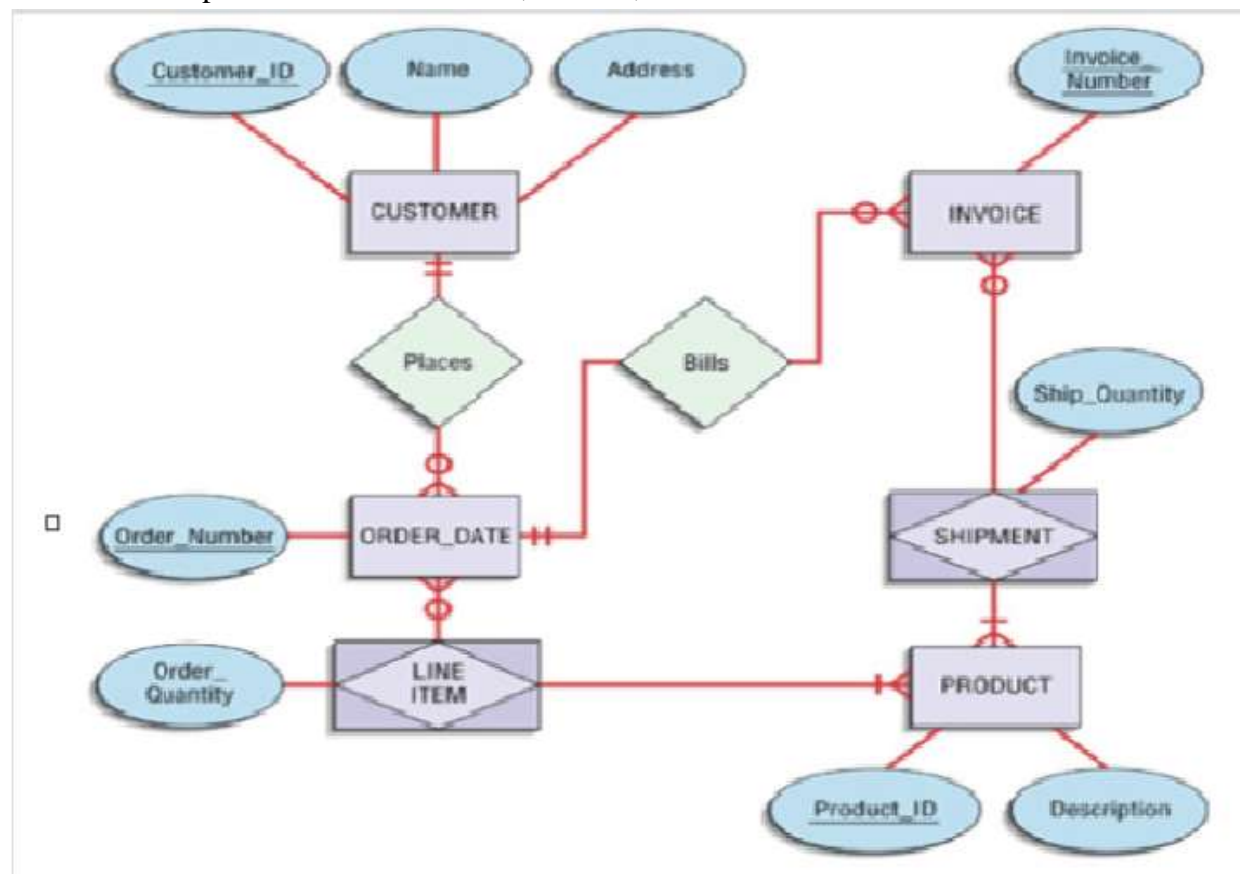 Customer_ID
Name
Address
Invoice_
Number
CUSTOMER
INVOICE
Places
Bills
Ship_Quantity
Order_Number
ORDER_DATE
SHIPMENT
Order_
Quantity
LINE
ITEM
PRODUCT
Product_ID
Description